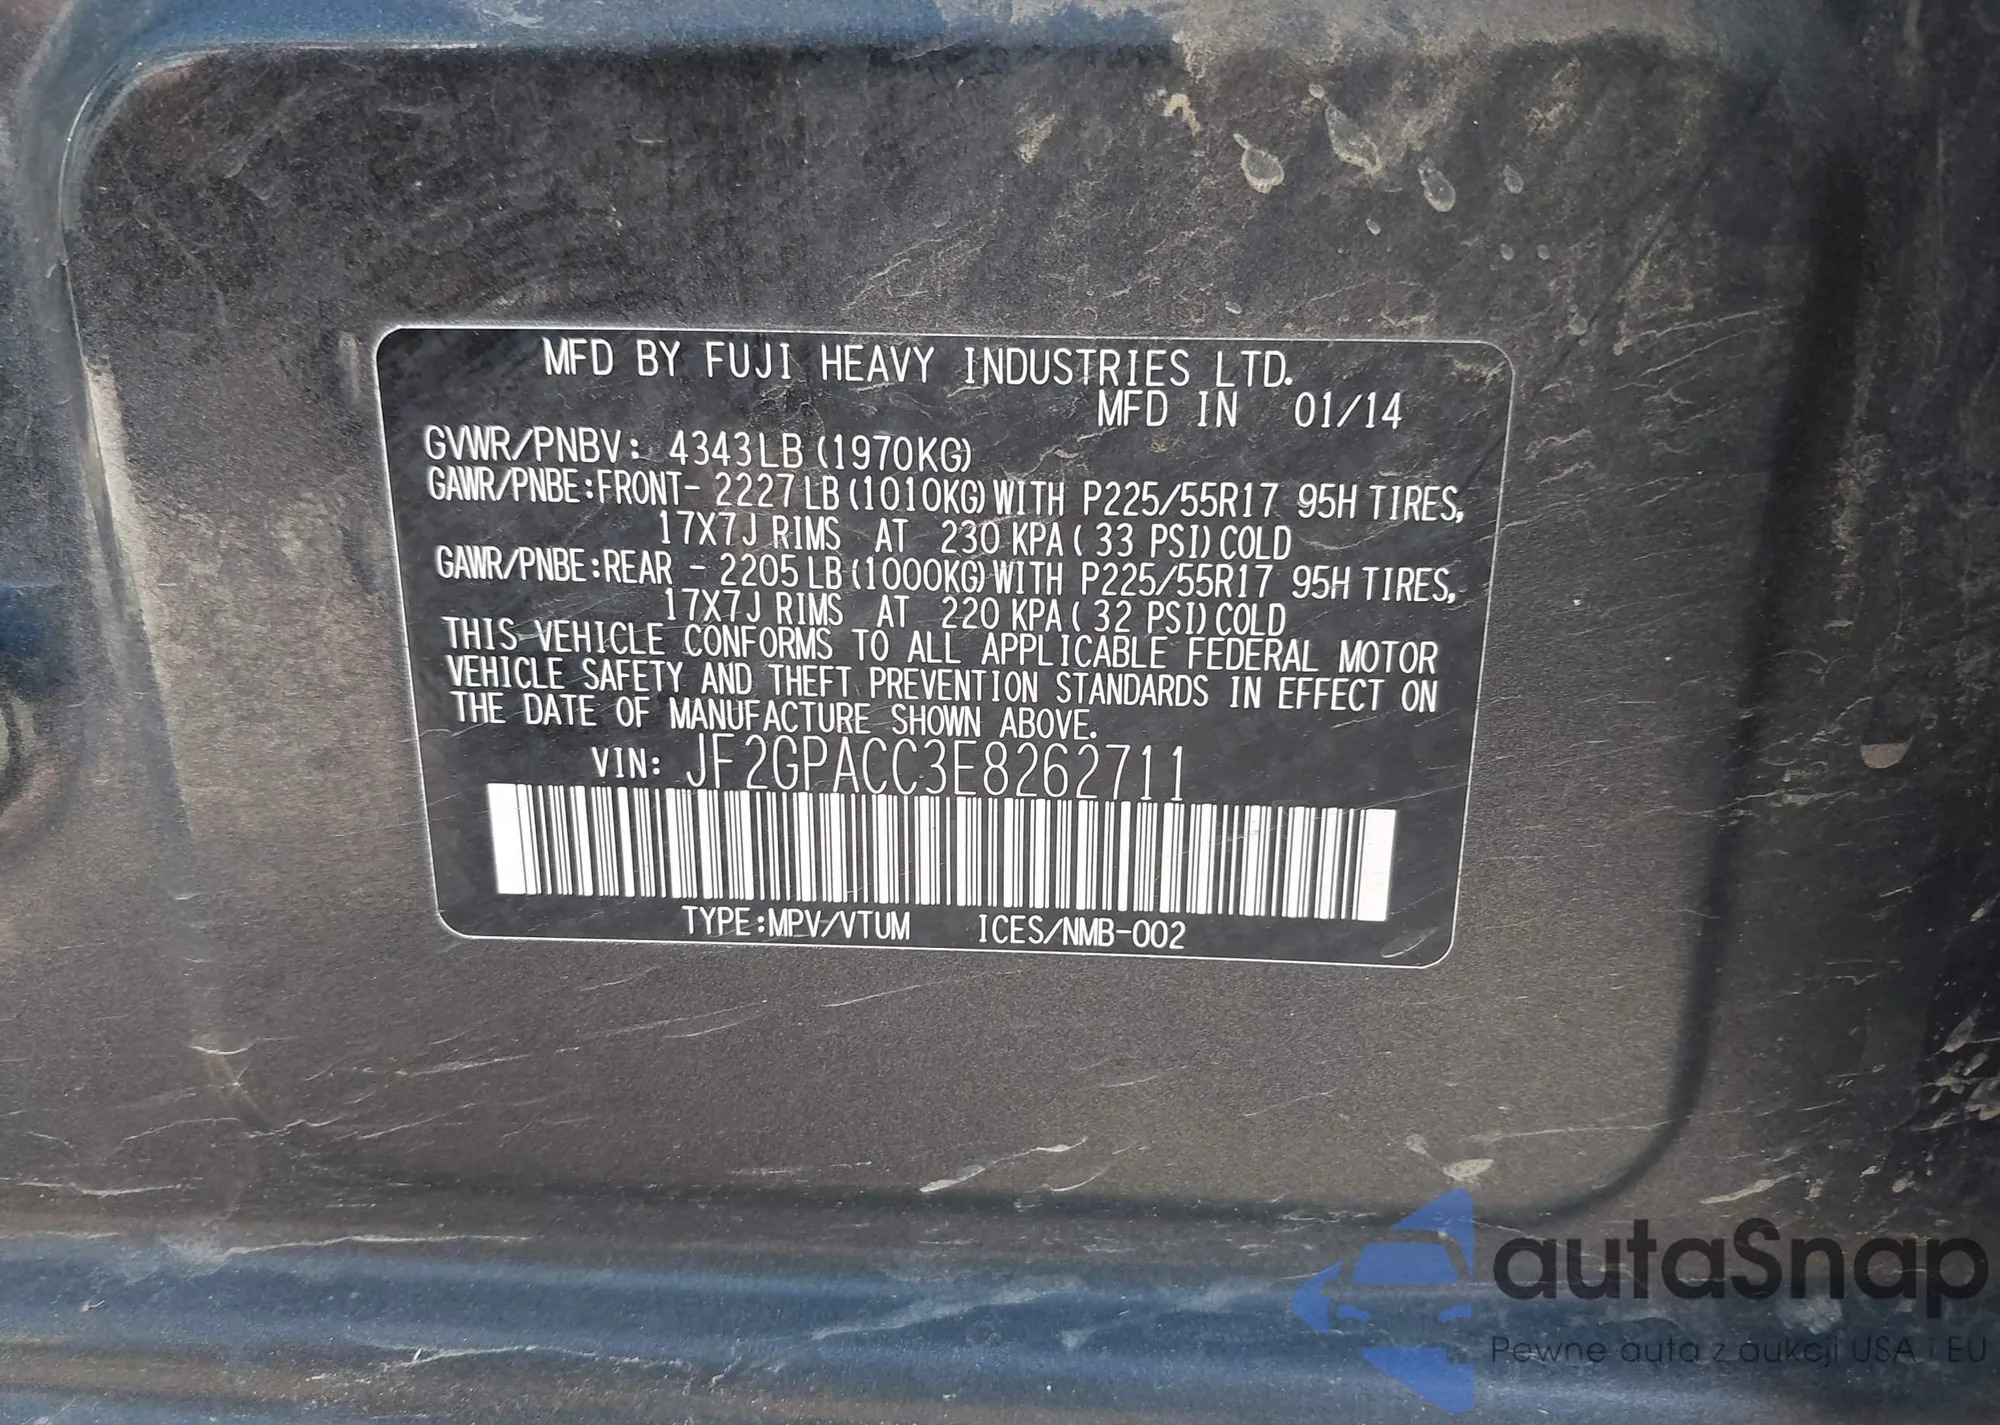 MFD BY FUJI HEAVY INDUSTRIES LTD.
MFD IN 01/14
GVWR/PNBV: 4343LB (1970KG)
GAWR/PNBE:FRONT- 2227LB (1010KG) WITH P225/55R17 95H TIRES,
17X7J RIMS AT 230 KPA ( 33 PSI) COLD
GAWR/PNBE:REAR - 2205LB (1000KG) WITH P225/55R17 95H TIRES,
17X7J RIMS AT 220 KPA ( 32 PSI) COLD
THIS VEHICLE CONFORMS TO ALL APPLICABLE FEDERAL MOTOR
VEHICLE SAFETY AND THEFT PREVENTION STANDARDS IN EFFECT ON
THE DATE OF MANUFACTURE SHOWN ABOVE.
VIN: JF2GPACC3E8262711
TYPE:MPV/VTUM ICES/NMB-002
autaSnap
Pewne auta z aukcji USA i EU